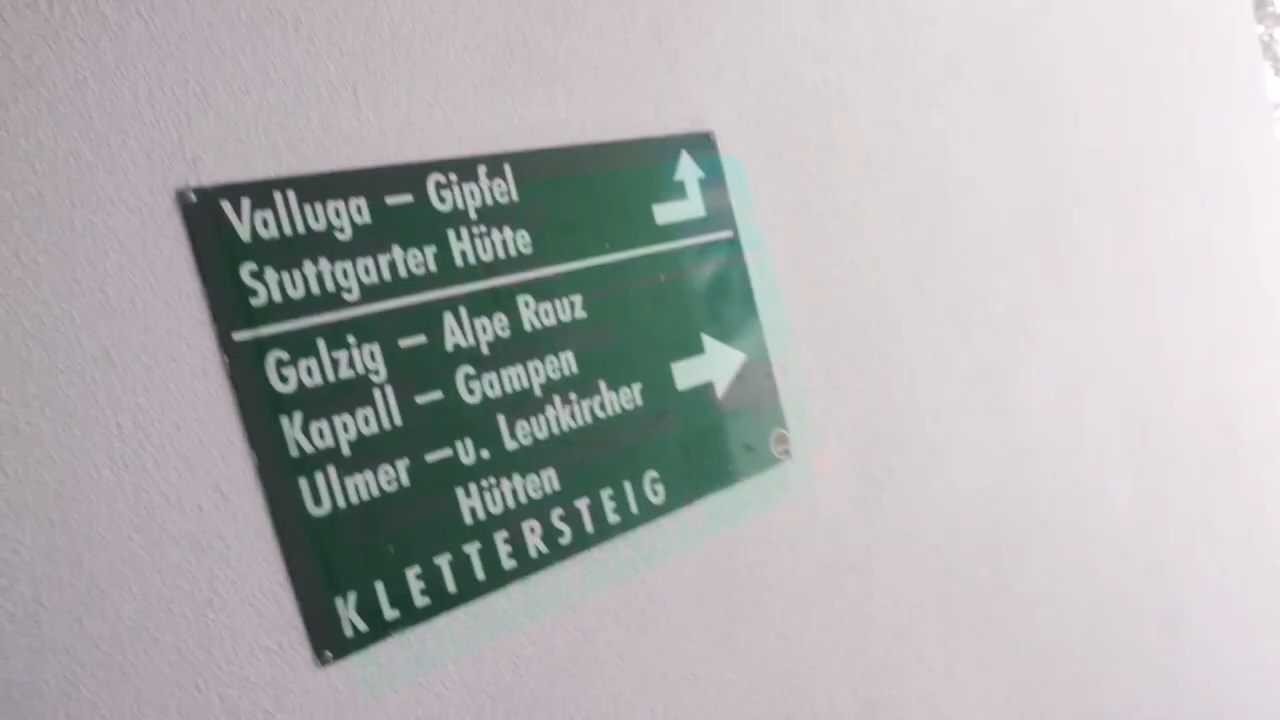 Valluga – Gipfel
Stuttgarter Hütte
Galzig – Alpe Rauz
Kapall – Gampen
Ulmer – u. Leutkircher
Hütten
KLETTERSTEIG